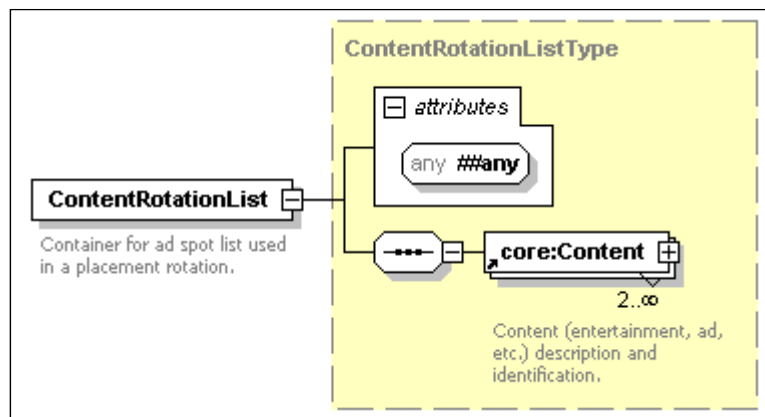 ContentRotationListType
attributes
any ##any
ContentRotationList
Container for ad spot list used
in a placement rotation.
core:Content
2..∞
Content (entertainment, ad,
etc.) description and
identification.